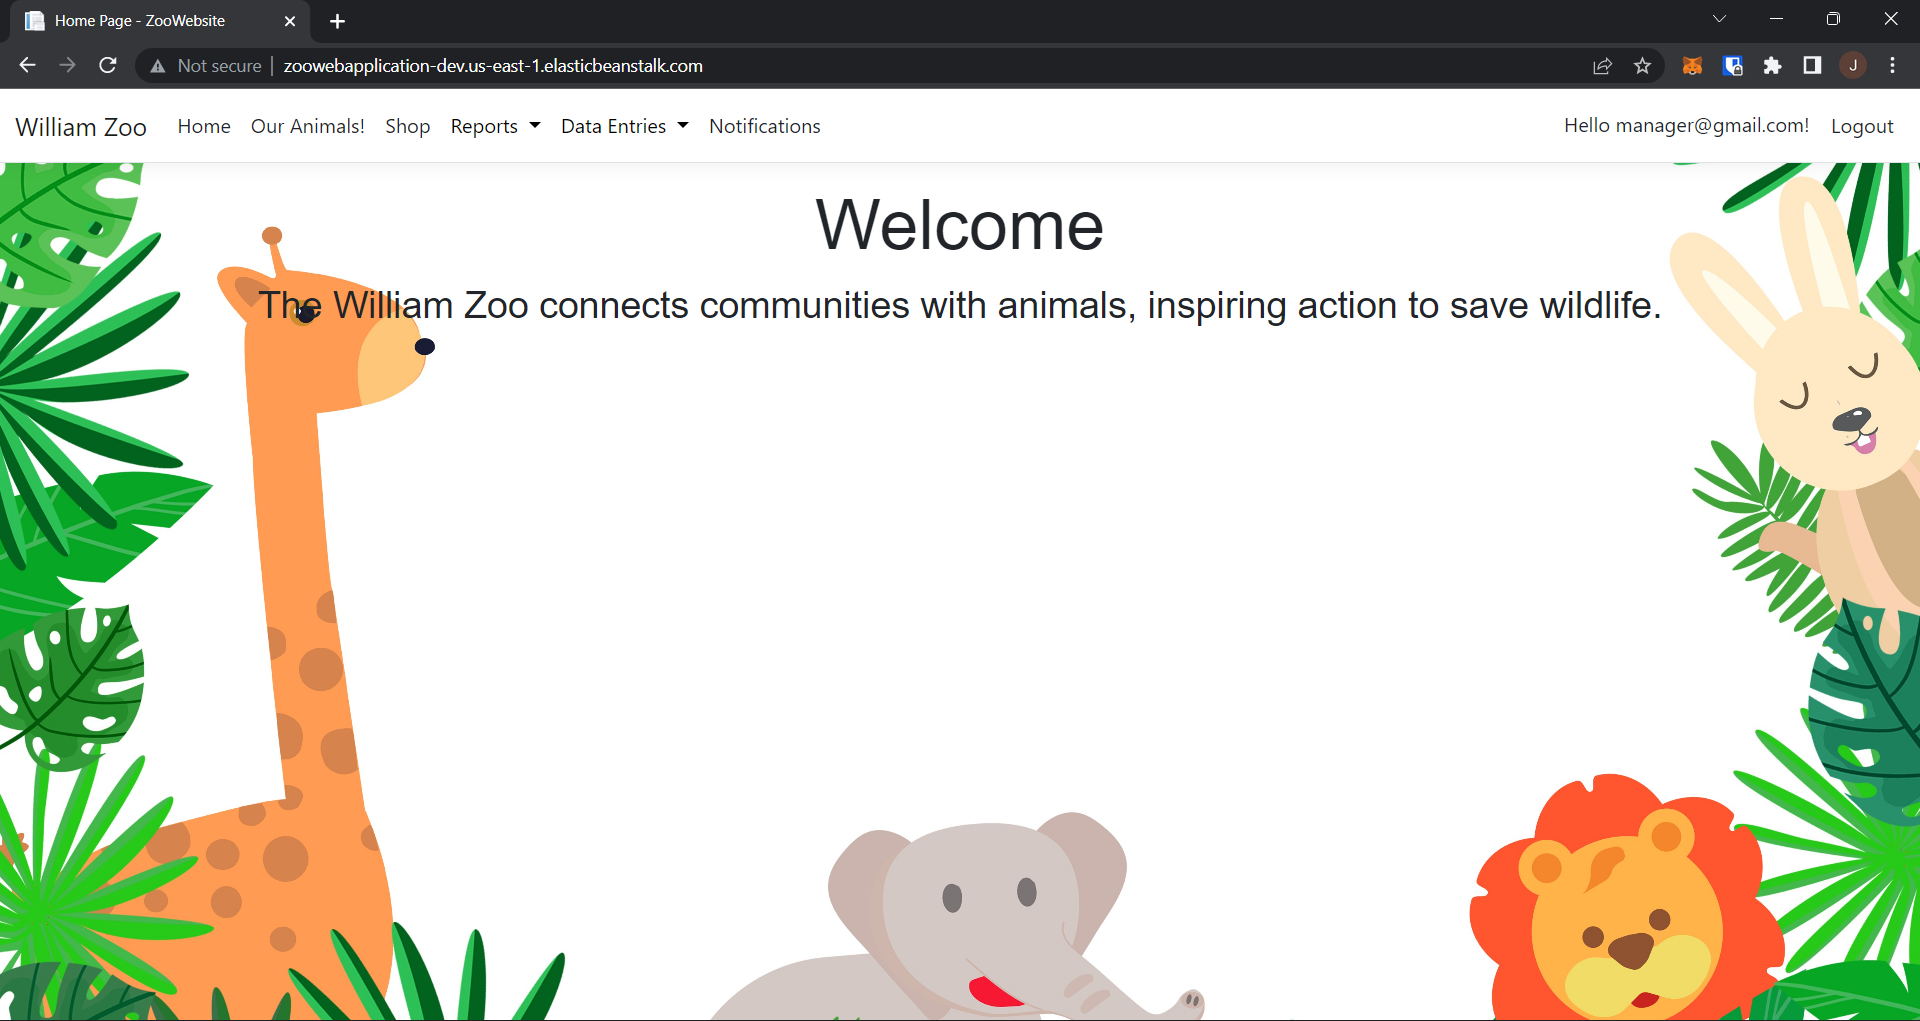 Home Page - ZooWebsite
Not secure | zoowebapplication-dev.us-east-1.elasticbeanstalk.com
J
William Zoo Home Our Animals! Shop Reports Data Entries Notifications Hello manager@gmail.com! Logout
Welcome
The William Zoo connects communities with animals, inspiring action to save wildlife.